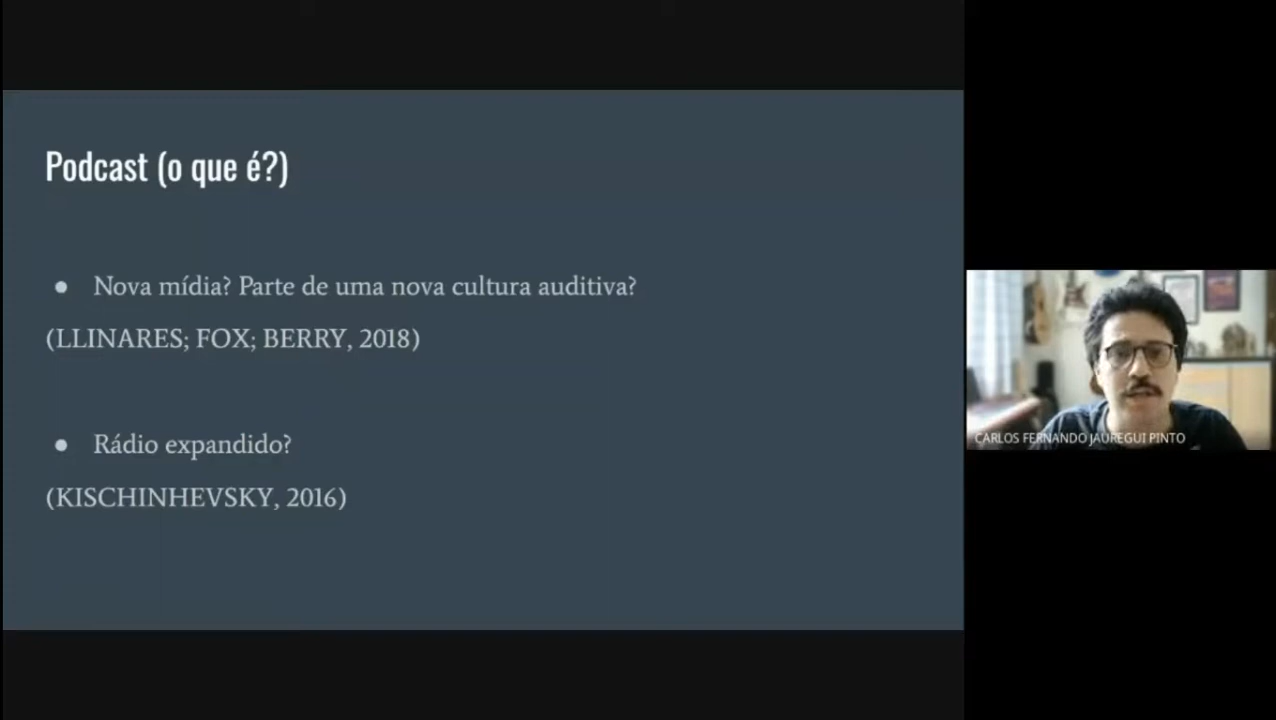 Podcast (o que é?)
● Nova mídia? Parte de uma nova cultura auditiva?
(LLINARES; FOX; BERRY, 2018)
● Rádio expandido?
(KISCHINHEVSKY, 2016)
CARLOS FERNANDO JAUREGUI PINTO